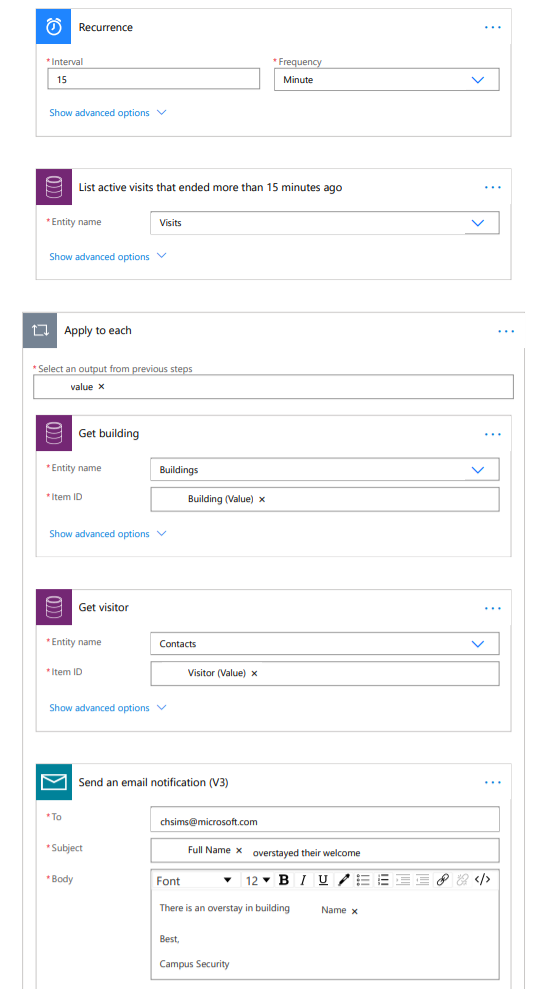 Recurrence
* Interval
* Frequency
15
Minute
Show advanced options
List active visits that ended more than 15 minutes ago
* Entity name
Visits
Show advanced options
Apply to each
* Select an output from previous steps
value ×
Get building
* Entity name
Buildings
* Item ID
Building (Value) ×
Show advanced options
Get visitor
* Entity name
Contacts
* Item ID
Visitor (Value) ×
Show advanced options
Send an email notification (V3)
* To
chsims@microsoft.com
* Subject
Full Name × overstayed their welcome
* Body
Font 12 B I U </>
There is an overstay in building Name ×
Best,
Campus Security